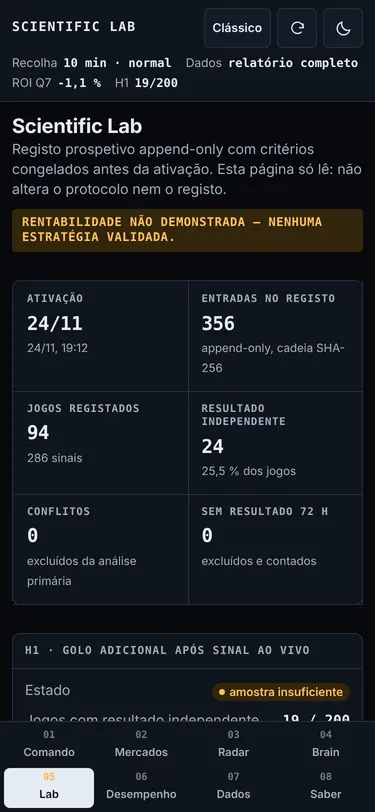 SCIENTIFIC LAB
Clássico
Recolha 10 min · normal Dados relatório completo
ROI Q7 -1,1 % H1 19/200
Scientific Lab
Registo prospetivo append-only com critérios
congelados antes da ativação. Esta página só lê: não
altera o protocolo nem o registo.
RENTABILIDADE NÃO DEMONSTRADA — NENHUMA
ESTRATÉGIA VALIDADA.
ATIVAÇÃO
24/11
24/11, 19:12
ENTRADAS NO REGISTO
356
append-only, cadeia SHA-
256
JOGOS REGISTADOS
94
286 sinais
RESULTADO
INDEPENDENTE
24
25,5 % dos jogos
CONFLITOS
0
excluídos da análise
primária
SEM RESULTADO 72 H
0
excluídos e contados
H1 · GOLO ADICIONAL APÓS SINAL AO VIVO
Estado
amostra insuficiente
Jogos com resultado independente 19 / 200
01
Comando
02
Mercados
03
Radar
04
Brain
05
Lab
06
Desempenho
07
Dados
08
Saber